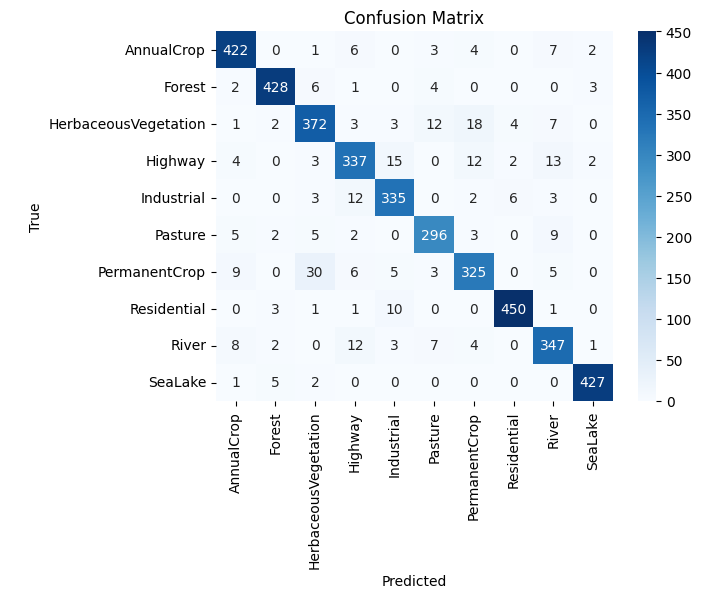 Confusion Matrix
True
AnnualCrop 422 0 1 6 0 3 4 0 7 2
Forest 2 428 6 1 0 4 0 0 0 3
HerbaceousVegetation 1 2 372 3 3 12 18 4 7 0
Highway 4 0 3 337 15 0 12 2 13 2
Industrial 0 0 3 12 335 0 2 6 3 0
Pasture 5 2 5 2 0 296 3 0 9 0
PermanentCrop 9 0 30 6 5 3 325 0 5 0
Residential 0 3 1 1 10 0 0 450 1 0
River 8 2 0 12 3 7 4 0 347 1
SeaLake 1 5 2 0 0 0 0 0 0 427
AnnualCrop
Forest
HerbaceousVegetation
Highway
Industrial
Pasture
PermanentCrop
Residential
River
SeaLake
Predicted
450
400
350
300
250
200
150
100
50
0